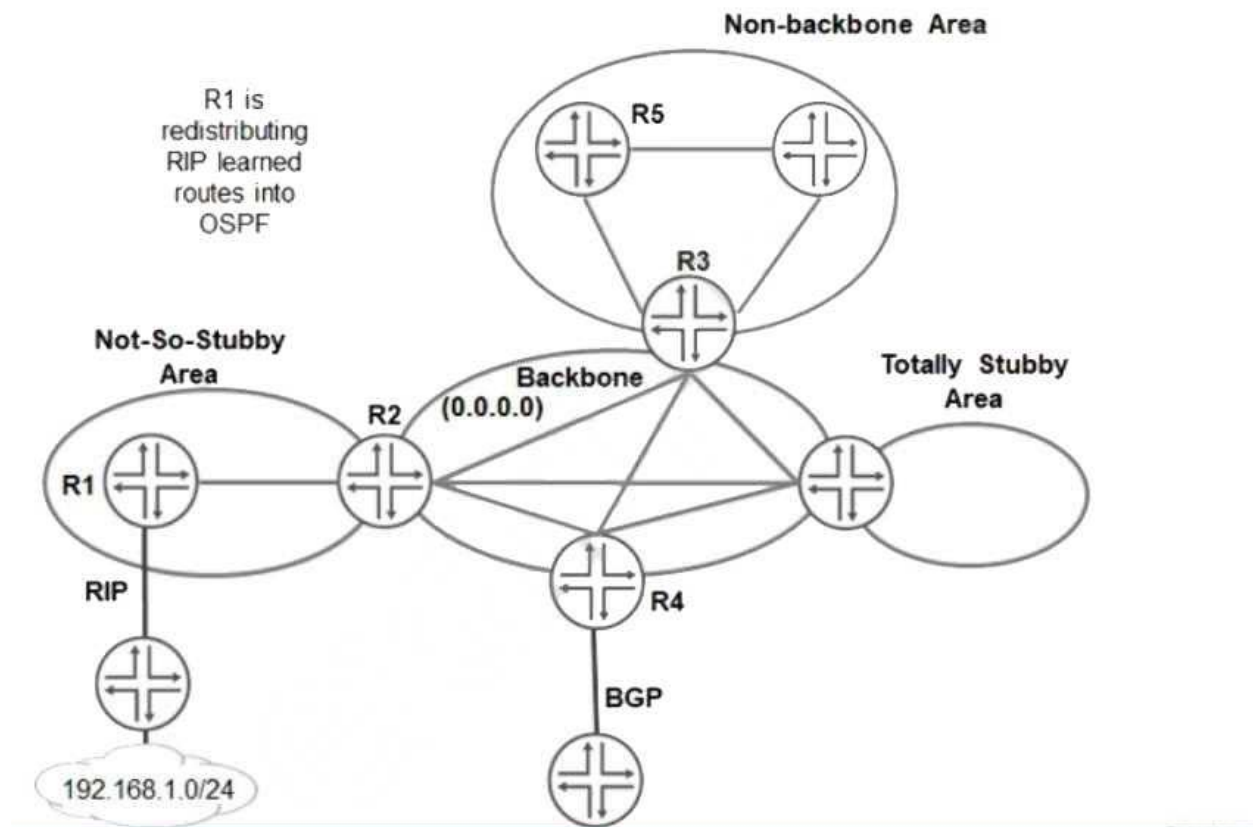 Non-backbone Area
R1 is
redistributing
RIP learned
routes into
OSPF
R5
R3
Not-So-Stubby
Area
Backbone
(0.0.0.0)
Totally Stubby
Area
R2
R1
RIP
R4
BGP
192.168.1.0/24